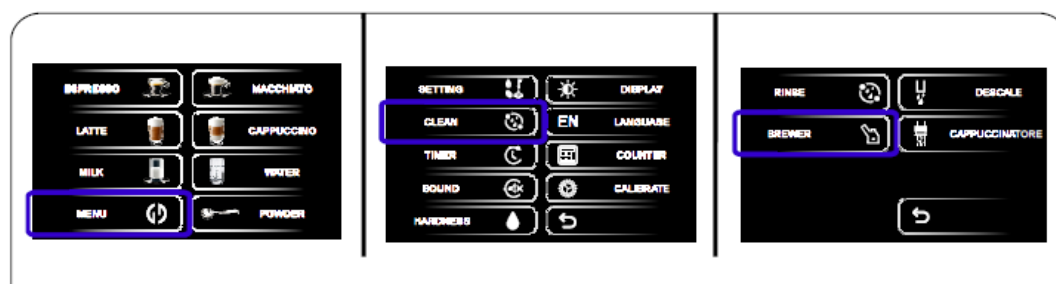 ESPRESSO MACCHIATO
LATTE CAPPUCCINO
MILK WATER
MENU POWDER
SETTING DISPLAY
CLEAN EN LANGUAGE
TIMER COUNTER
SOUND CALIBRATE
HARDNESS
RINSE DESCALE
BREWER CAPPUCCINATORE